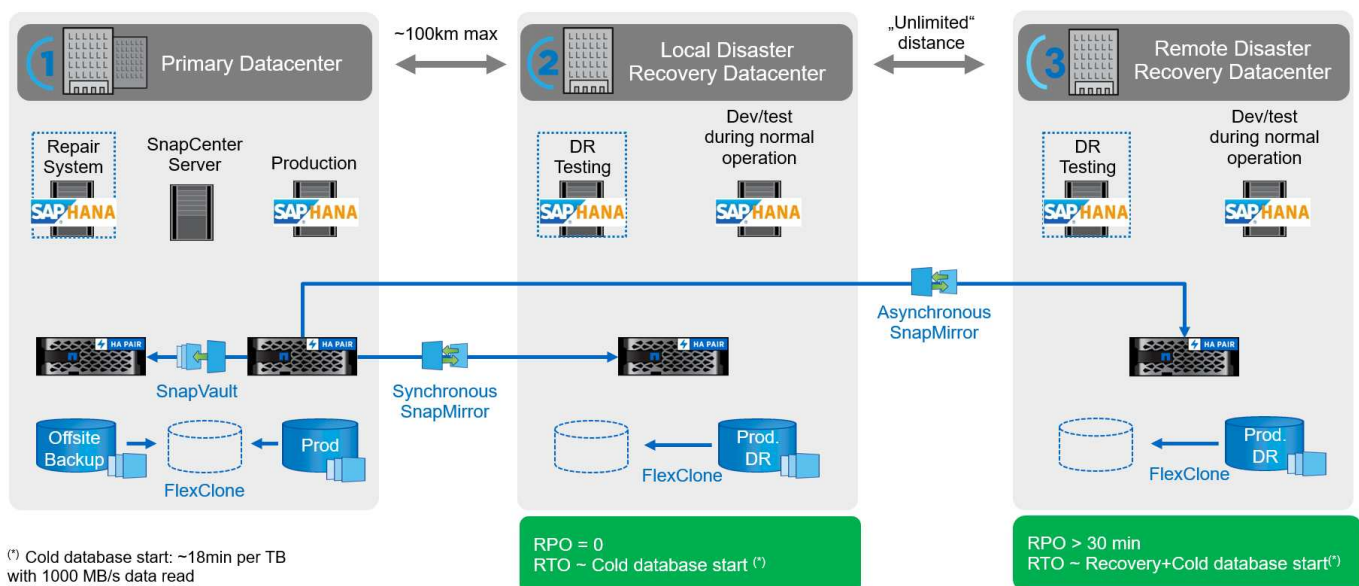 1
Primary Datacenter
~100km max
2
Local Disaster
Recovery Datacenter
„Unlimited“
distance
3
Remote Disaster
Recovery Datacenter
Repair
System
SAP HANA
SnapCenter
Server
Production
SAP HANA
DR
Testing
SAP HANA
Dev/test
during normal
operation
SAP HANA
DR
Testing
SAP HANA
Dev/test
during normal
operation
SAP HANA
Asynchronous
SnapMirror
HA PAIR
SnapVault
n
HA PAIR
Synchronous
SnapMirror
n
HA PAIR
n
HA PAIR
n
Offsite
Backup
Prod
FlexClone
Prod.
DR
FlexClone
Prod.
DR
FlexClone
(*) Cold database start: ~18min per TB
with 1000 MB/s data read
RPO = 0
RTO ~ Cold database start (*)
RPO > 30 min
RTO ~ Recovery+Cold database start(*)